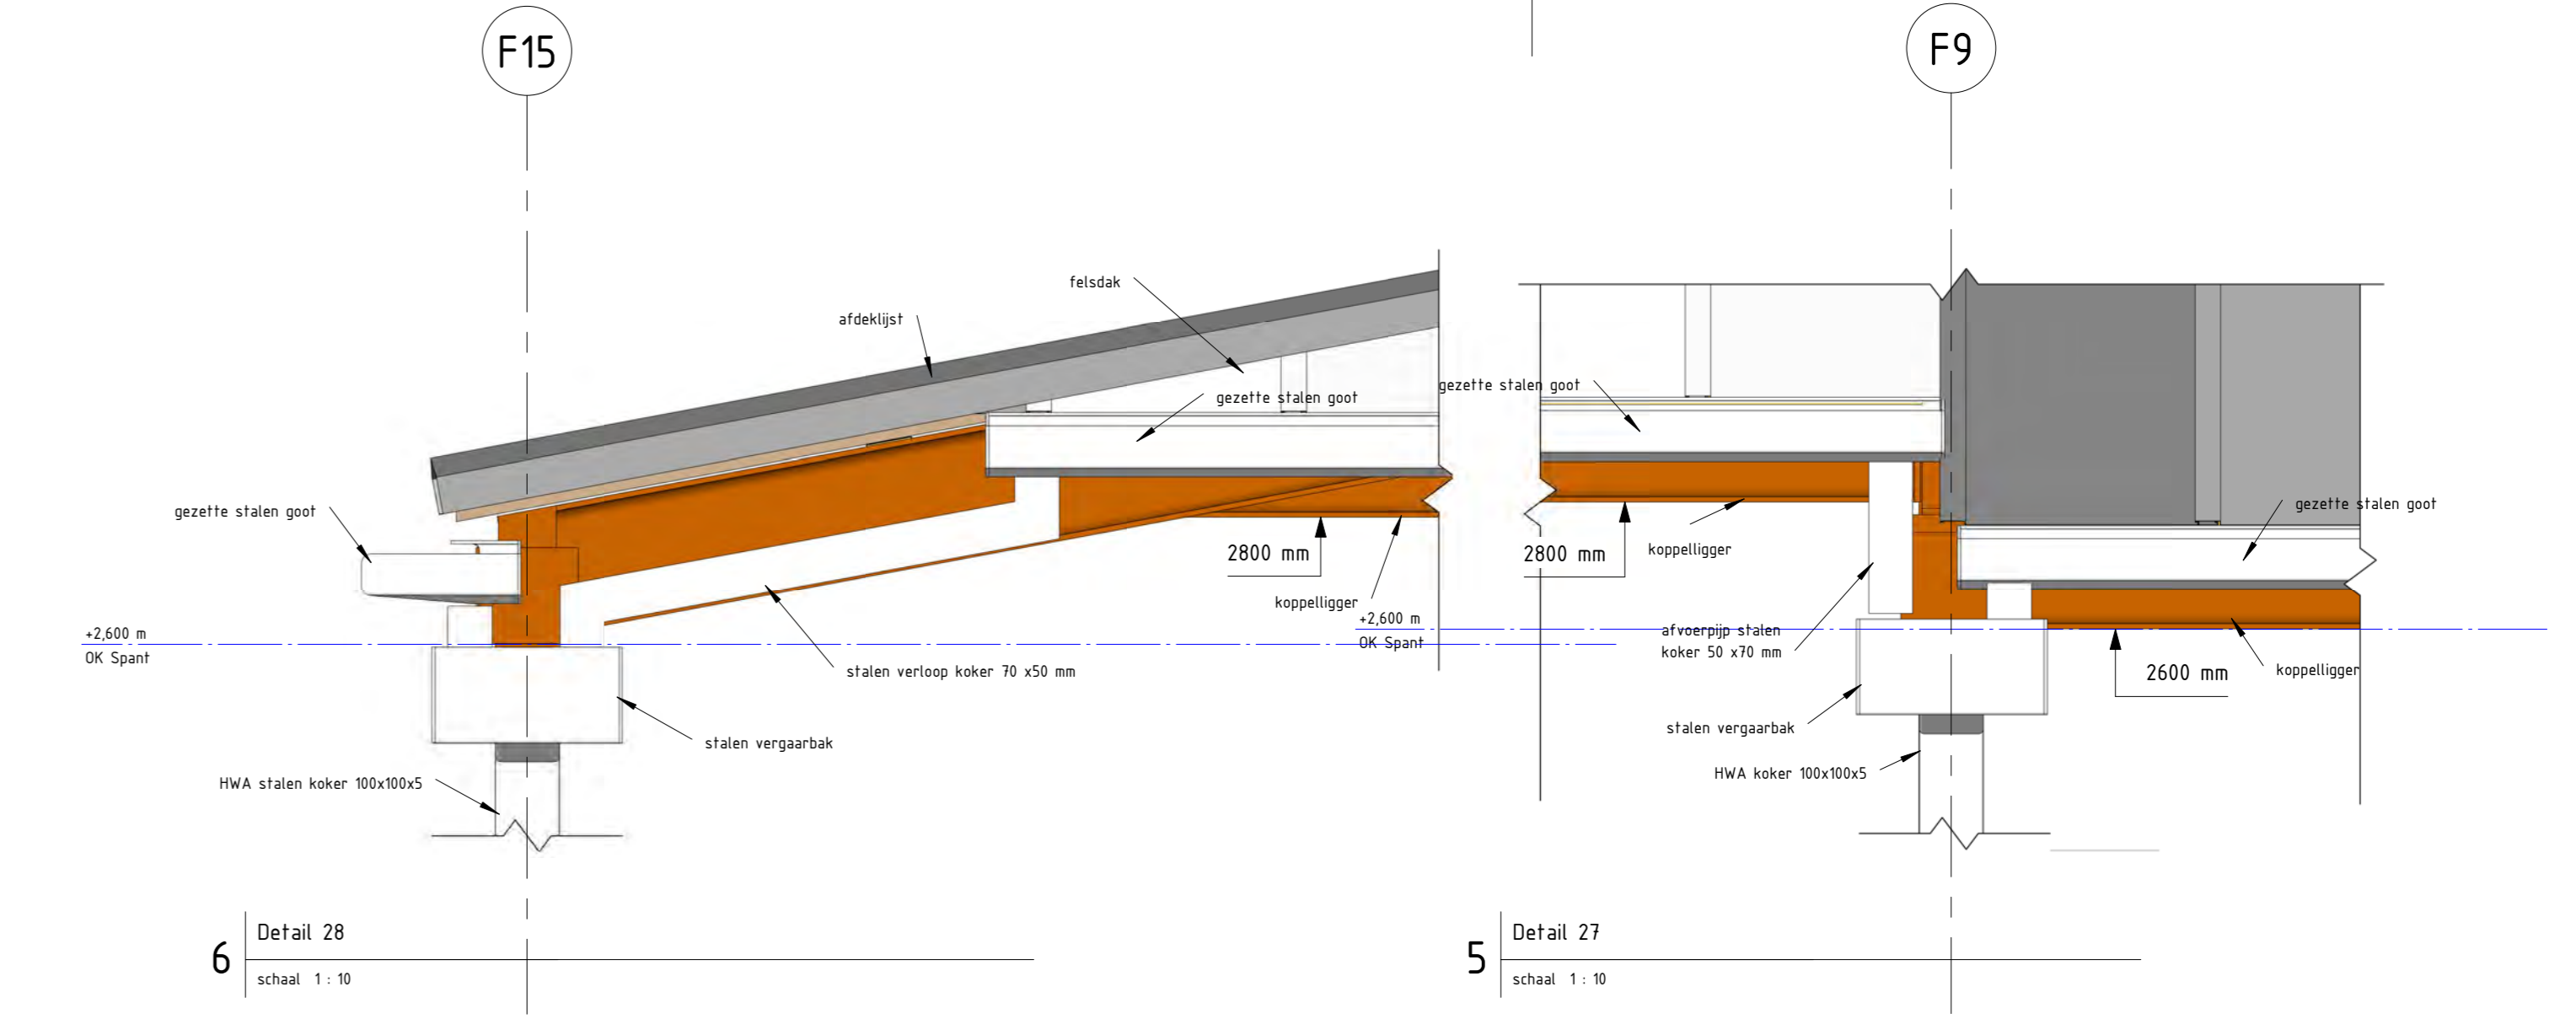 F15
felsdak
afdeklijst
gezette stalen goot
gezette stalen goot
2800 mm
koppelligger
+2,600 m
OK Spant
stalen verloop koker 70 x50 mm
stalen vergaarbak
HWA stalen koker 100x100x5
6
Detail 28
schaal 1 : 10
F9
gezette stalen goot
gezette stalen goot
2800 mm
koppelligger
+2,600 m
OK Spant
afvoerpijp stalen
koker 50 x70 mm
2600 mm
koppelligger
stalen vergaarbak
HWA koker 100x100x5
5
Detail 27
schaal 1 : 10